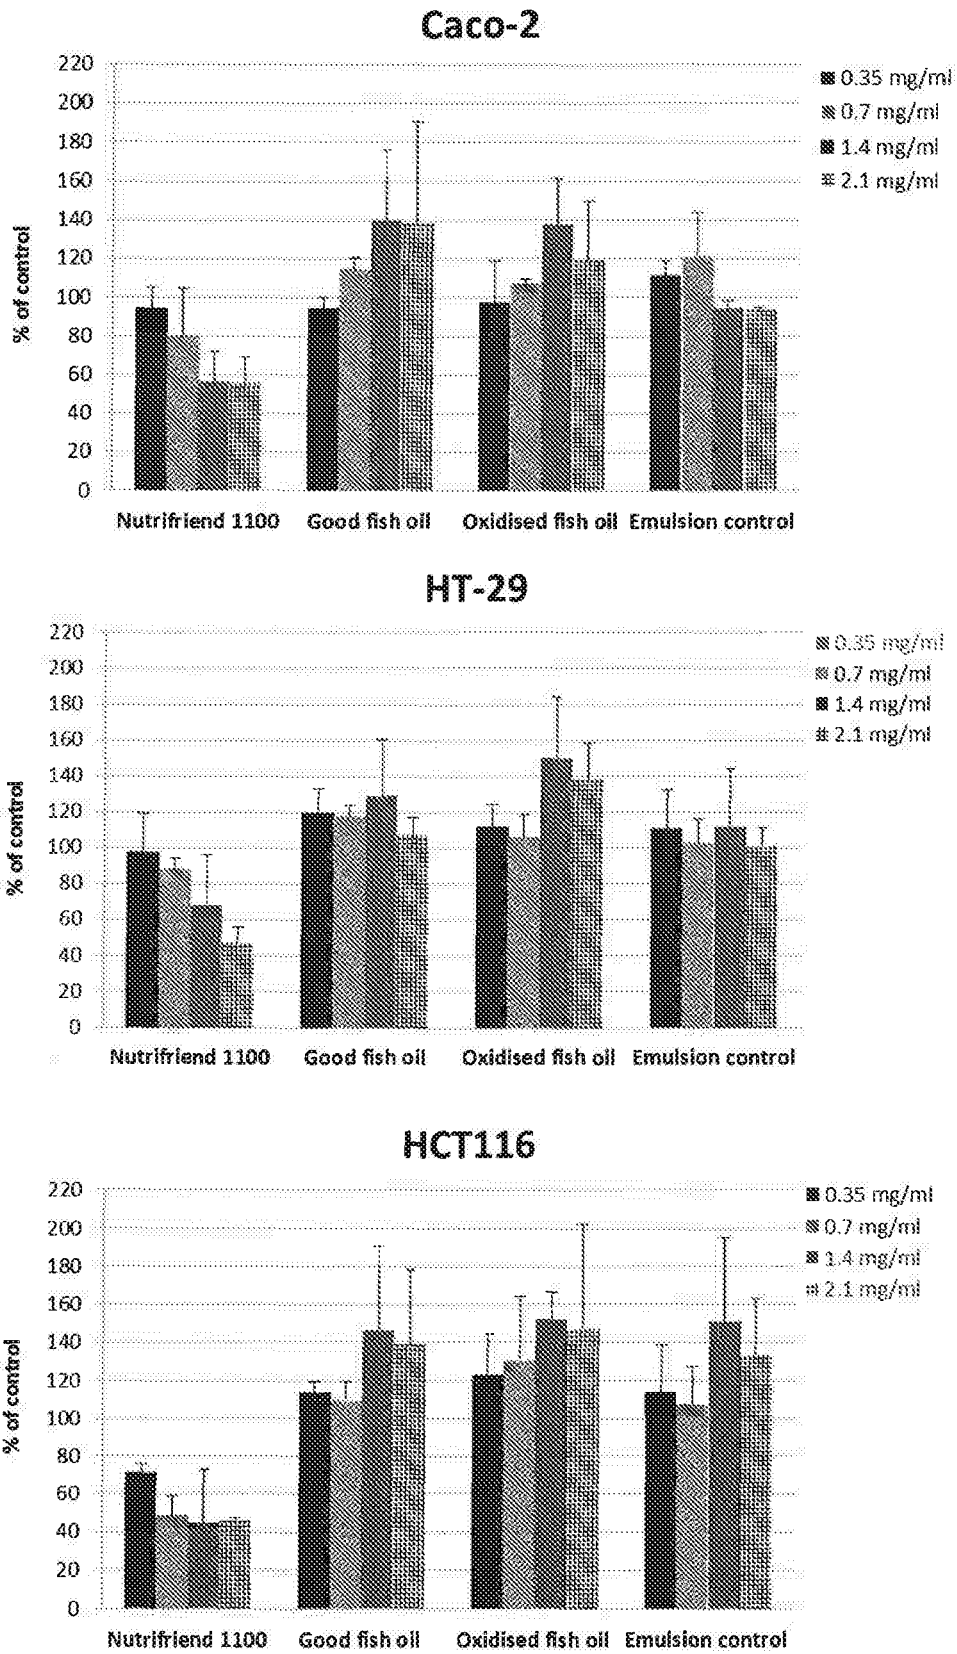 Caco-2
220
200
180
160
140
120
100
80
60
40
20
0
% of control
0.35 mg/ml
0.7 mg/ml
1.4 mg/ml
2.1 mg/ml
Nutrifriend 1100 Good fish oil Oxidised fish oil Emulsion control
HT-29
220
200
180
160
140
120
100
80
60
40
20
0
% of control
0.35 mg/ml
0.7 mg/ml
1.4 mg/ml
2.1 mg/ml
Nutrifriend 1100 Good fish oil Oxidised fish oil Emulsion control
HCT116
220
200
180
160
140
120
100
80
60
40
20
0
% of control
0.35 mg/ml
0.7 mg/ml
1.4 mg/ml
2.1 mg/ml
Nutrifriend 1100 Good fish oil Oxidised fish oil Emulsion control